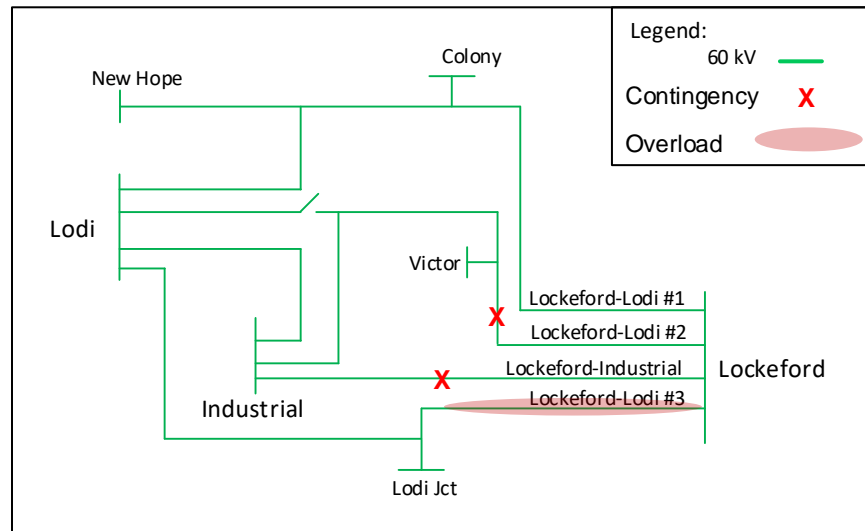 Legend:
60 kV
Contingency X
Overload
Colony
New Hope
Lodi
Victor
X
Lockeford-Lodi #1
Lockeford-Lodi #2
Lockeford-Industrial
Lockeford
X
Industrial
Lockeford-Lodi #3
Lodi Jct